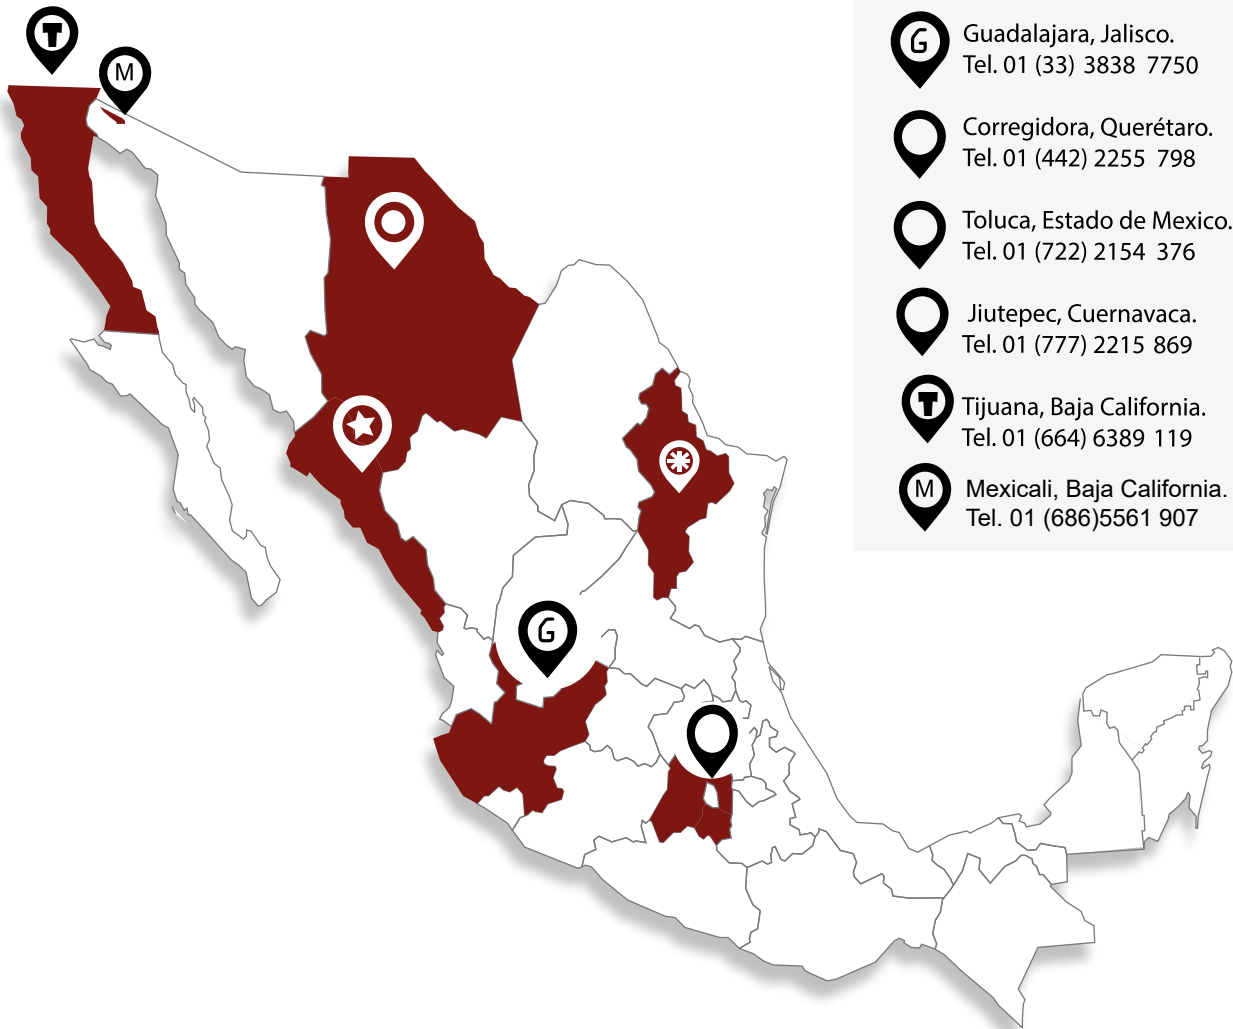 T
M
G
Guadalajara, Jalisco.
Tel. 01 (33) 3838 7750
Corregidora, Querétaro.
Tel. 01 (442) 2255 798
Toluca, Estado de Mexico.
Tel. 01 (722) 2154 376
Jiutepec, Cuernavaca.
Tel. 01 (777) 2215 869
T
Tijuana, Baja California.
Tel. 01 (664) 6389 119
M
Mexicali, Baja California.
Tel. 01 (686)5561 907
G